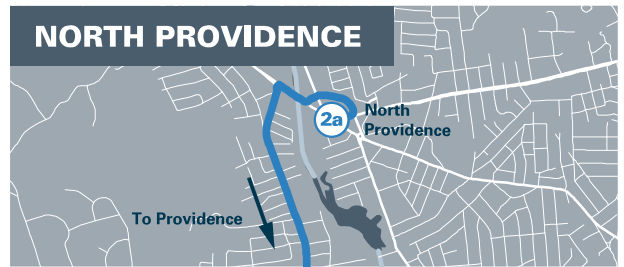 NORTH PROVIDENCE
2a
North
Providence
To Providence